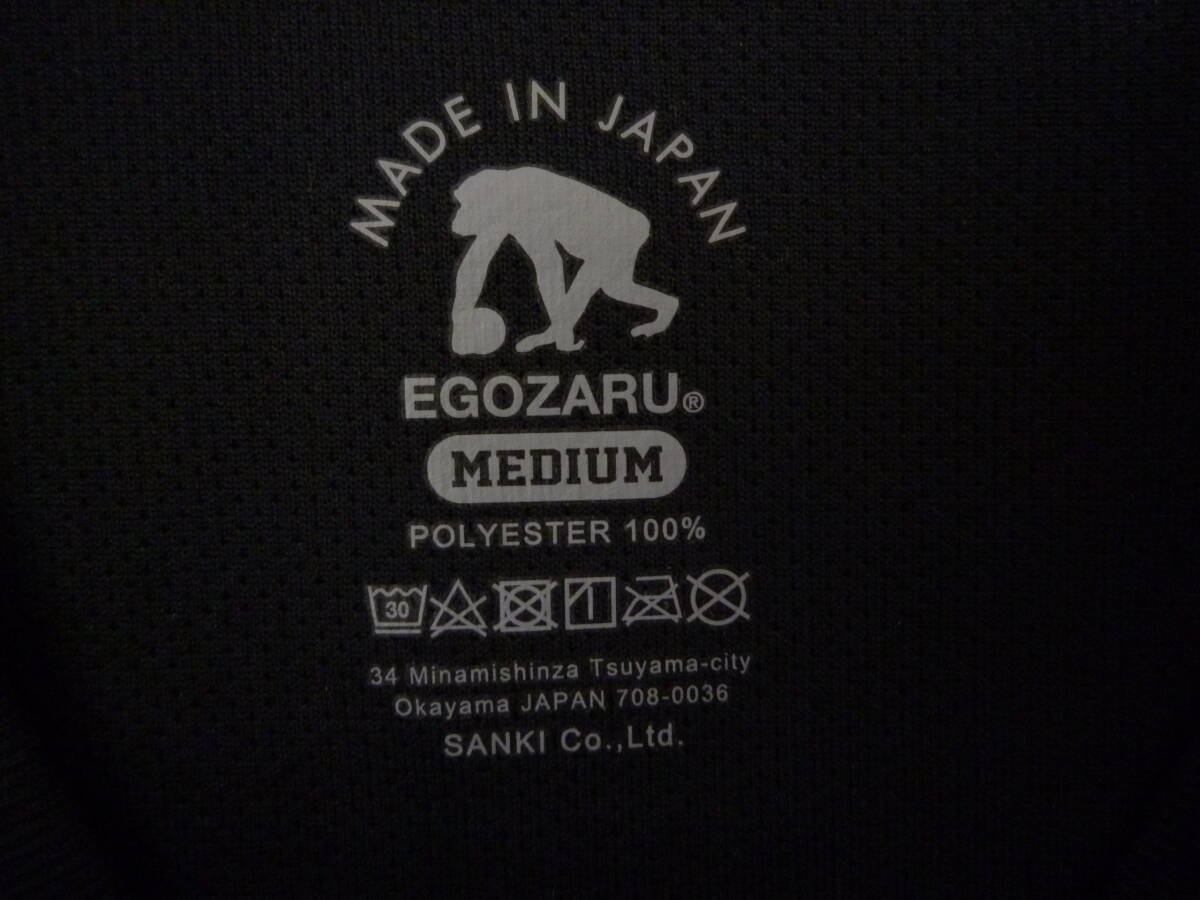 MADE IN JAPAN
EGOZARU®
MEDIUM
POLYESTER 100%
30
34 Minamishinza Tsuyama-city
Okayama JAPAN 708-0036
SANKI Co.,Ltd.